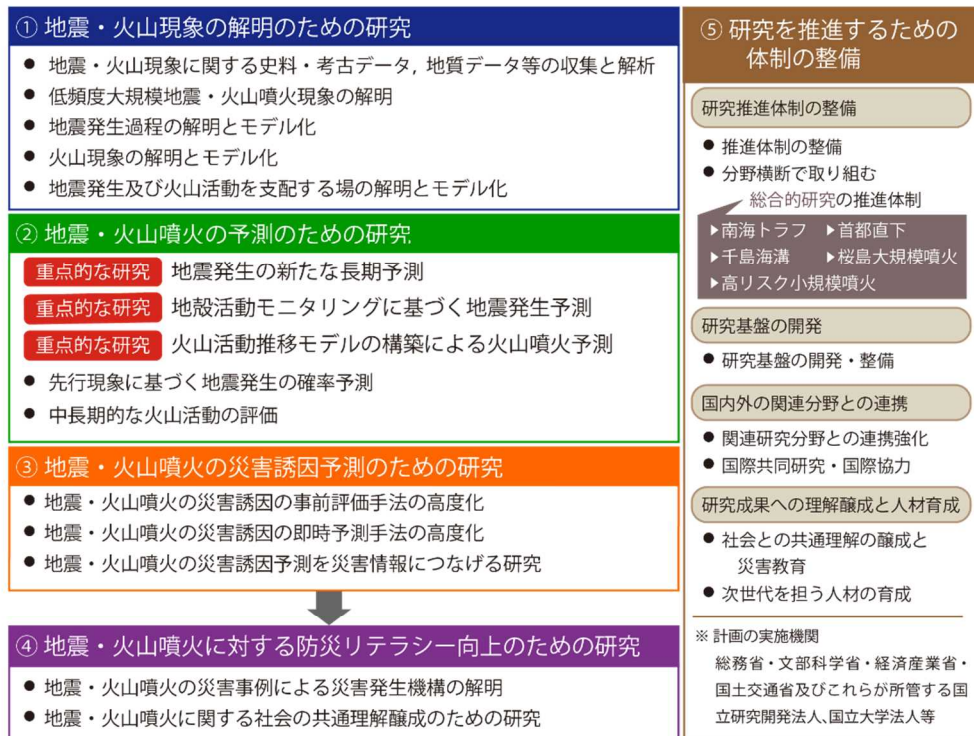 ① 地震・火山現象の解明のための研究
● 地震・火山現象に関する史料・考古データ, 地質データ等の収集と解析
● 低頻度大規模地震・火山噴火現象の解明
● 地震発生過程の解明とモデル化
● 火山現象の解明とモデル化
● 地震発生及び火山活動を支配する場の解明とモデル化
② 地震・火山噴火の予測のための研究
重点的な研究 地震発生の新たな長期予測
重点的な研究 地殻活動モニタリングに基づく地震発生予測
重点的な研究 火山活動推移モデルの構築による火山噴火予測
● 先行現象に基づく地震発生の確率予測
● 中長期的な火山活動の評価
③ 地震・火山噴火の災害誘因予測のための研究
● 地震・火山噴火の災害誘因の事前評価手法の高度化
● 地震・火山噴火の災害誘因の即時予測手法の高度化
● 地震・火山噴火の災害誘因予測を災害情報につなげる研究
④ 地震・火山噴火に対する防災リテラシー向上のための研究
● 地震・火山噴火の災害事例による災害発生機構の解明
● 地震・火山噴火に関する社会の共通理解醸成のための研究
⑤ 研究を推進するための
体制の整備
研究推進体制の整備
● 推進体制の整備
● 分野横断で取り組む
総合的研究の推進体制
▶南海トラフ ▶首都直下
▶千島海溝 ▶桜島大規模噴火
▶高リスク小規模噴火
研究基盤の開発
● 研究基盤の開発・整備
国内外の関連分野との連携
● 関連研究分野との連携強化
● 国際共同研究・国際協力
研究成果への理解醸成と人材育成
● 社会との共通理解の醸成と
災害教育
● 次世代を担う人材の育成
※ 計画の実施機関
総務省・文部科学省・経済産業省・
国土交通省及びこれらが所管する国
立研究開発法人、国立大学法人等